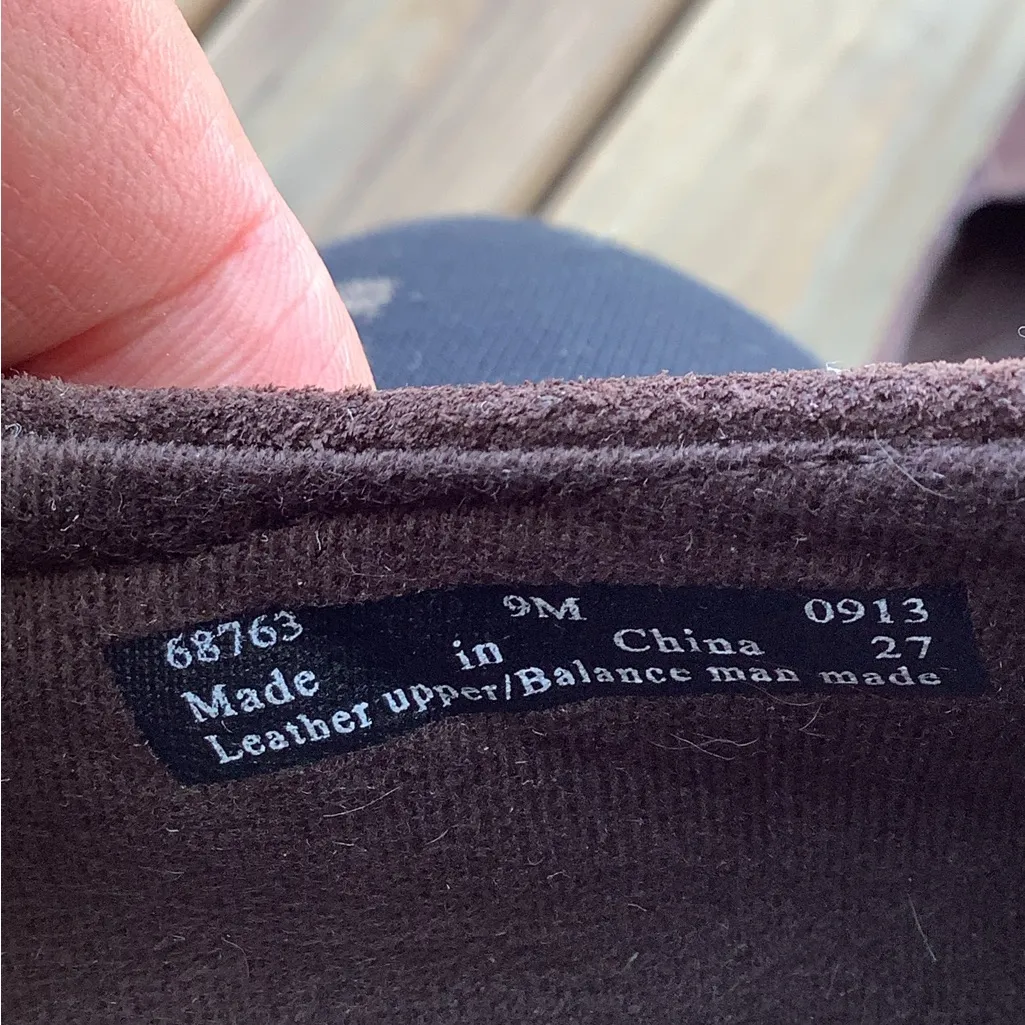 68763 9M 0913
Made in China 27
Leather upper/Balance man made